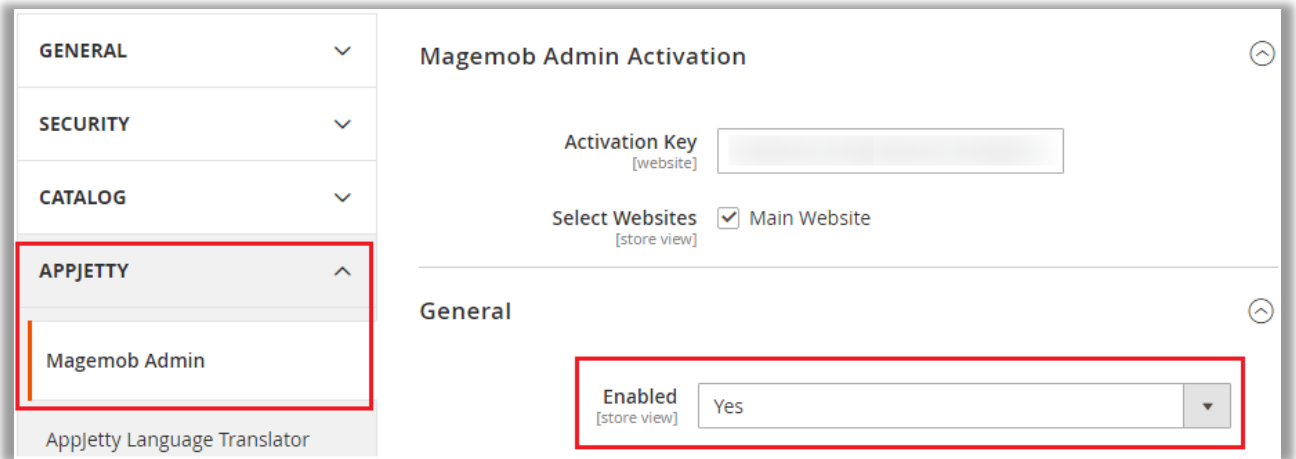 GENERAL
SECURITY
CATALOG
APPJETTY
Magemob Admin
AppJetty Language Translator
Magemob Admin Activation
Activation Key
[website]
Select Websites
[store view]
Main Website
General
Enabled
[store view]
Yes